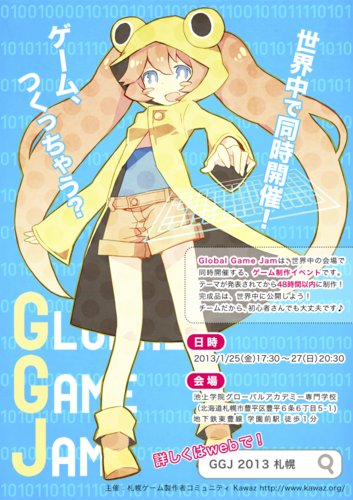 ゲーム、
つくっちゃう?
世界中で同時開催!
Global Game Jamは、世界中の会場で
同時開催する、ゲーム制作イベントです。
テーマが発表されてから48時間以内に制作!
完成品は、世界中に公開しよう!
チームだから、初心者さんでも大丈夫です♪
GLOBAL
GAME
JAM
日時
2013/1/25(金)17:30〜27(日)20:30
会場
池上学院グローバルアカデミー専門学校
(北海道札幌市豊平区豊平6条6丁目5-1)
地下鉄東豊線 学園前駅 徒歩1分
詳しくはwebで!
GGJ 2013 札幌
主催:札幌ゲーム製作者コミュニティ Kawaz http://www.kawaz.org/